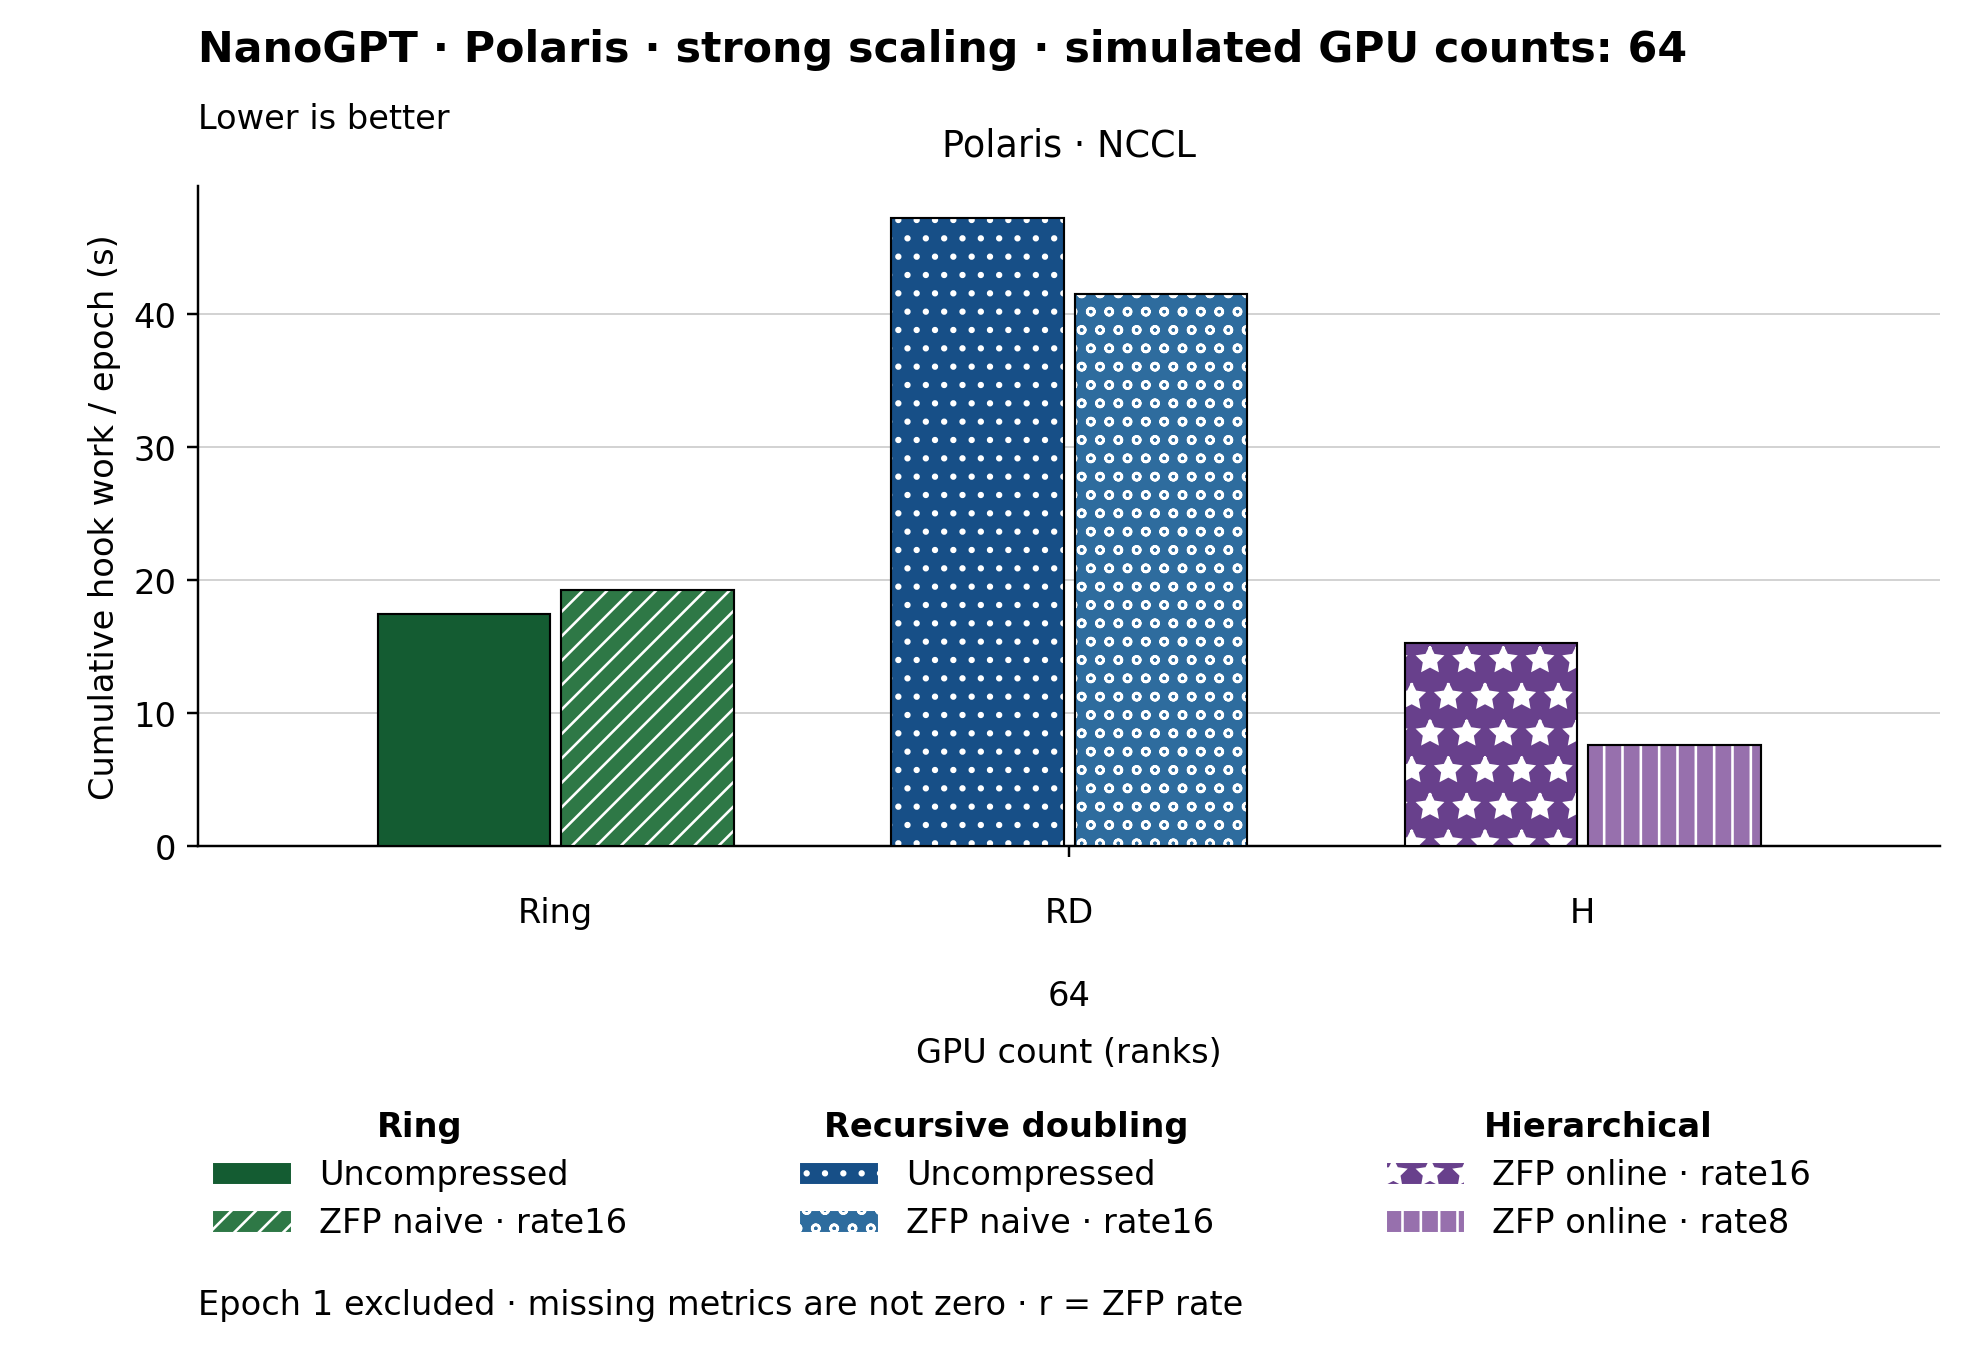 NanoGPT · Polaris · strong scaling · simulated GPU counts: 64
Lower is better
Polaris · NCCL
Cumulative hook work / epoch (s)
40
30
20
10
0
Ring RD H
64
GPU count (ranks)
Ring Recursive doubling Hierarchical
Uncompressed Uncompressed ZFP online · rate16
ZFP naive · rate16 ZFP naive · rate16 ZFP online · rate8
Epoch 1 excluded · missing metrics are not zero · r = ZFP rate